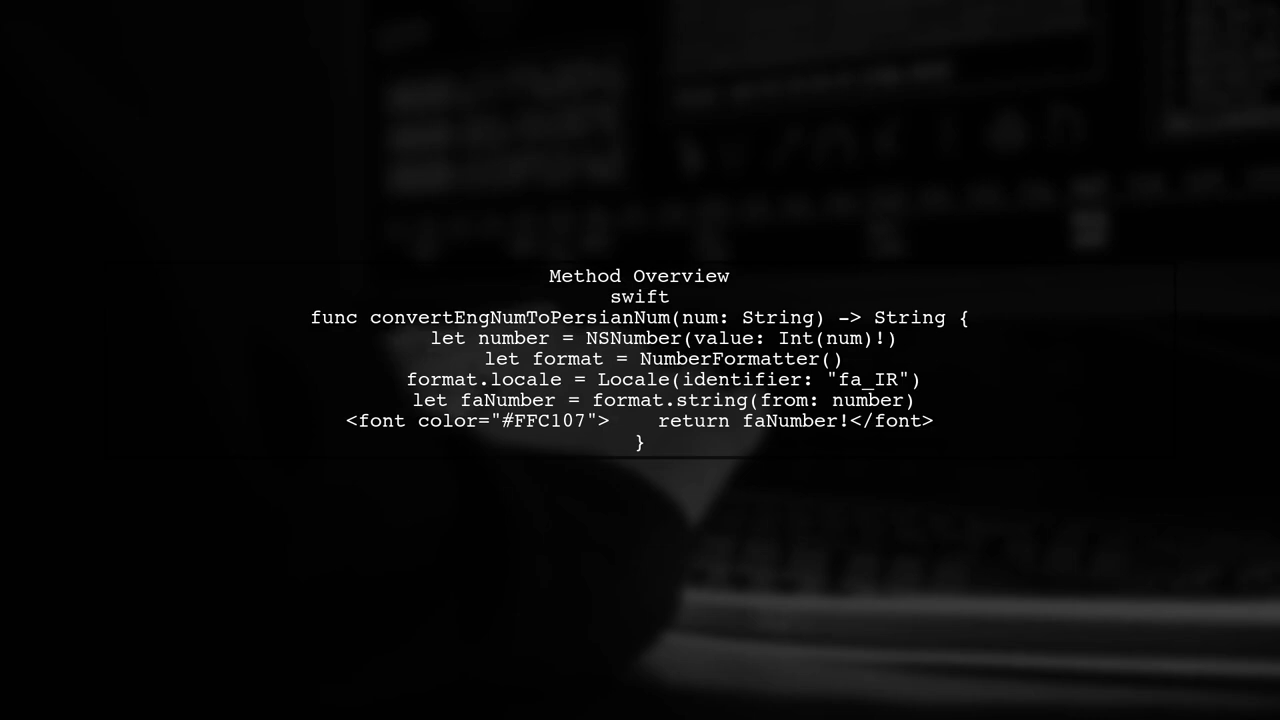 Method Overview
swift
func convertEngNumToPersianNum(num: String) -> String {
let number = NSNumber(value: Int(num)!)
let format = NumberFormatter()
format.locale = Locale(identifier: "fa_IR")
let faNumber = format.string(from: number)
<font color="#FFC107">    return faNumber!</font>
}